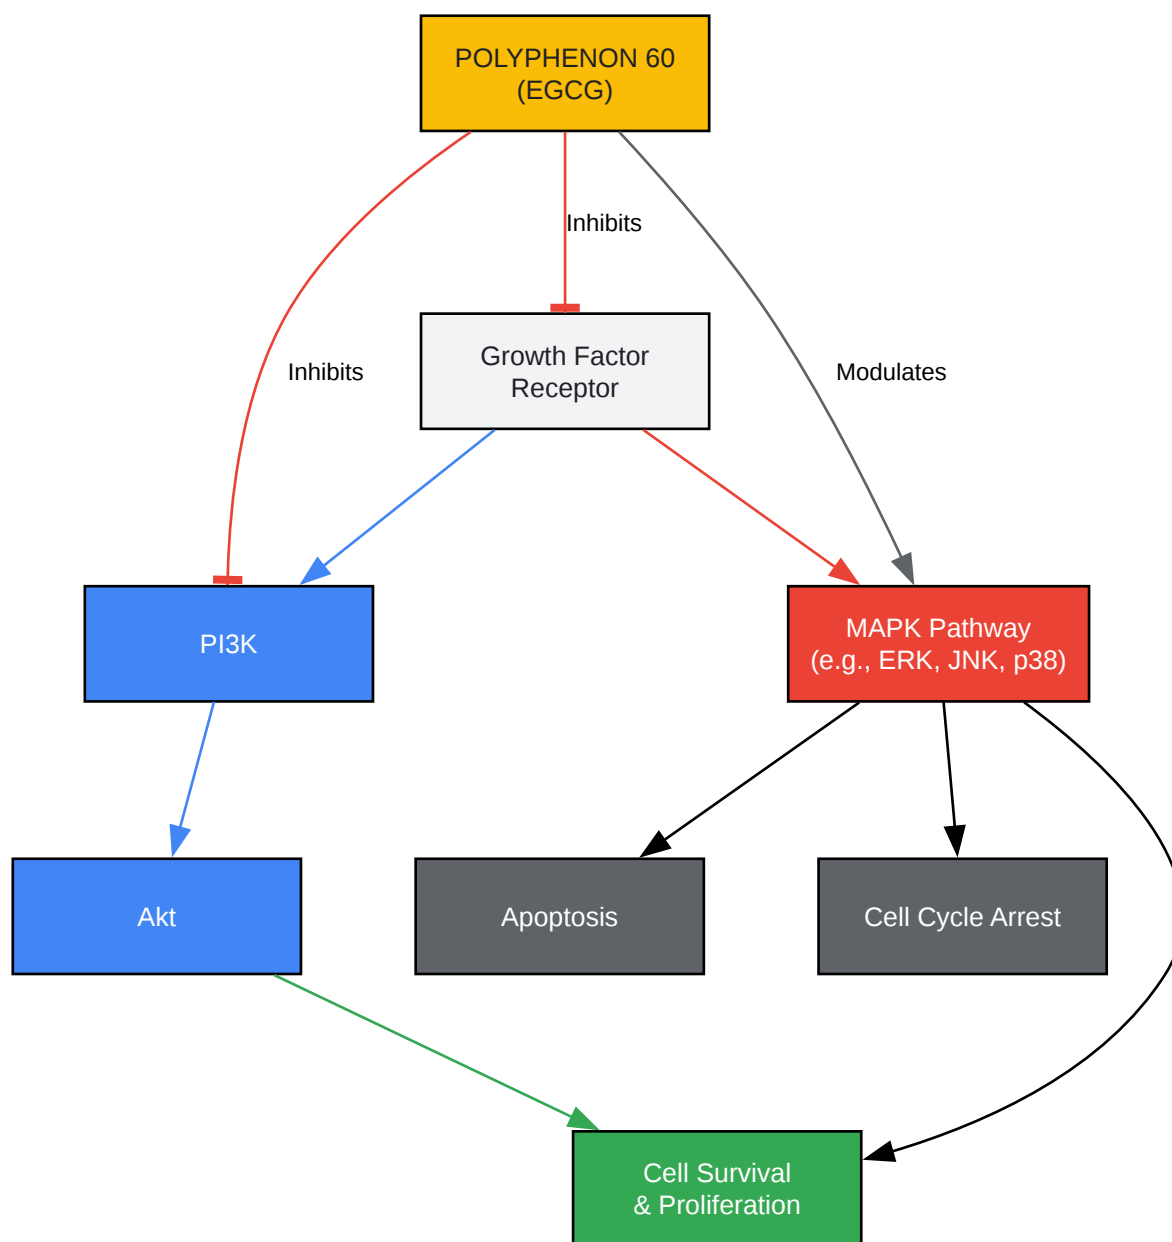 POLYPHENON 60
(EGCG)
Inhibits
Growth Factor
Receptor
Inhibits
Modulates
PI3K
MAPK Pathway
(e.g., ERK, JNK, p38)
Akt
Apoptosis
Cell Cycle Arrest
Cell Survival
& Proliferation